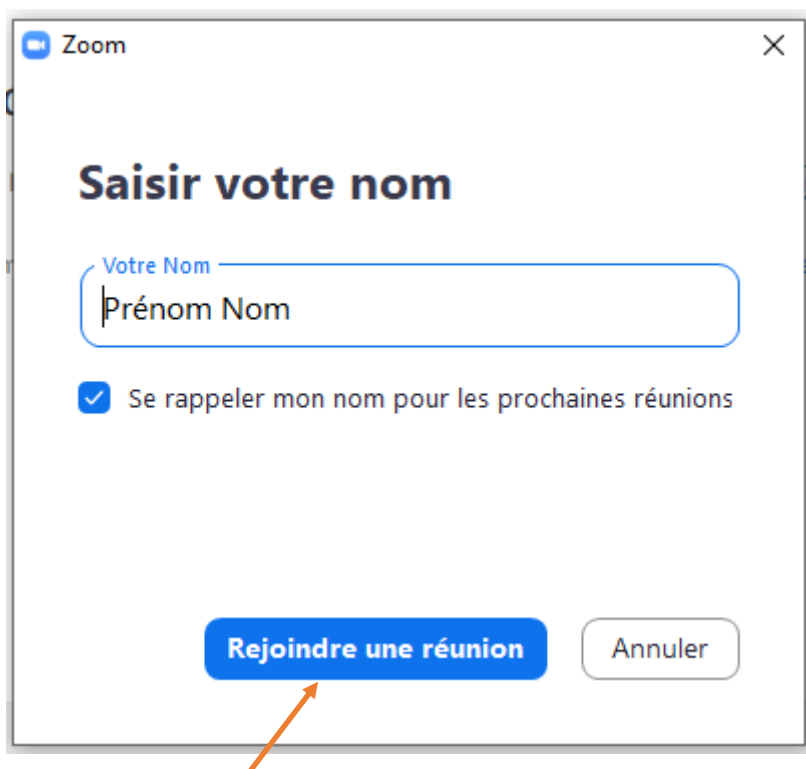 Zoom
Saisir votre nom
Votre Nom
Prénom Nom
Se rappeler mon nom pour les prochaines réunions
Rejoindre une réunion
Annuler